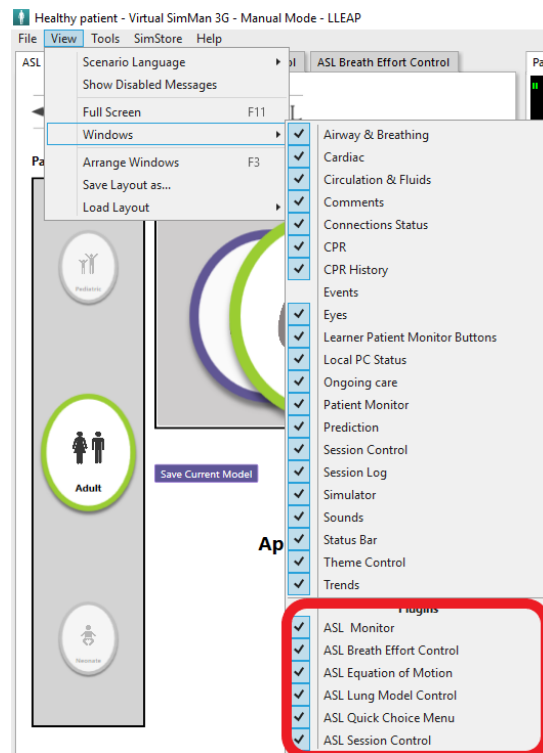 Healthy patient - Virtual SimMan 3G - Manual Mode - LLEAP
File View Tools SimStore Help
ASL
ol
ASL Breath Effort Control
Pa
Scenario Language
Show Disabled Messages
Full Screen F11
Windows
Arrange Windows F3
Save Layout as...
Load Layout
Pa
Pediatric
Adult
Neonate
Save Current Model
Ap
Airway & Breathing
Cardiac
Circulation & Fluids
Comments
Connections Status
CPR
CPR History
Events
Eyes
Learner Patient Monitor Buttons
Local PC Status
Ongoing care
Patient Monitor
Prediction
Session Control
Session Log
Simulator
Sounds
Status Bar
Theme Control
Trends
Plugins
ASL Monitor
ASL Breath Effort Control
ASL Equation of Motion
ASL Lung Model Control
ASL Quick Choice Menu
ASL Session Control